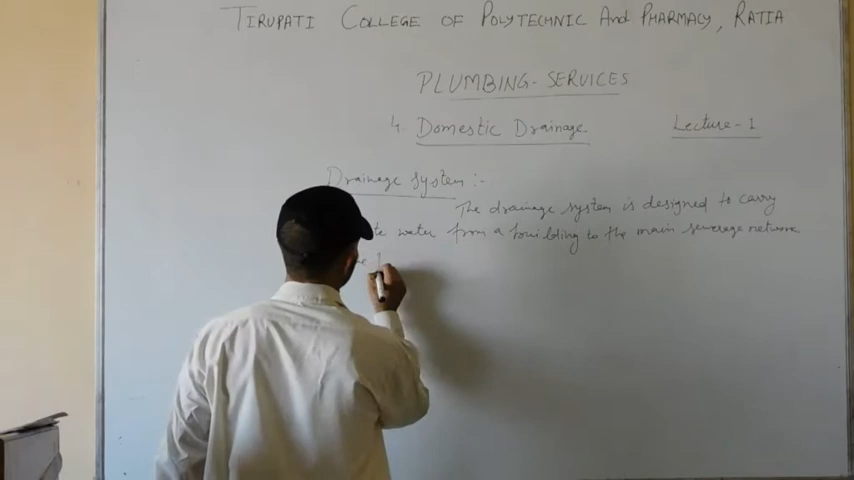 TIRUPATI COLLEGE OF POLYTECHNIC And PHARMACY, RATIA
PLUMBING-SERVICES
4. Domestic Drainage.
Lecture-1
Drainage system :-
The drainage system is designed to carry
te water from a building to the main sewerage network